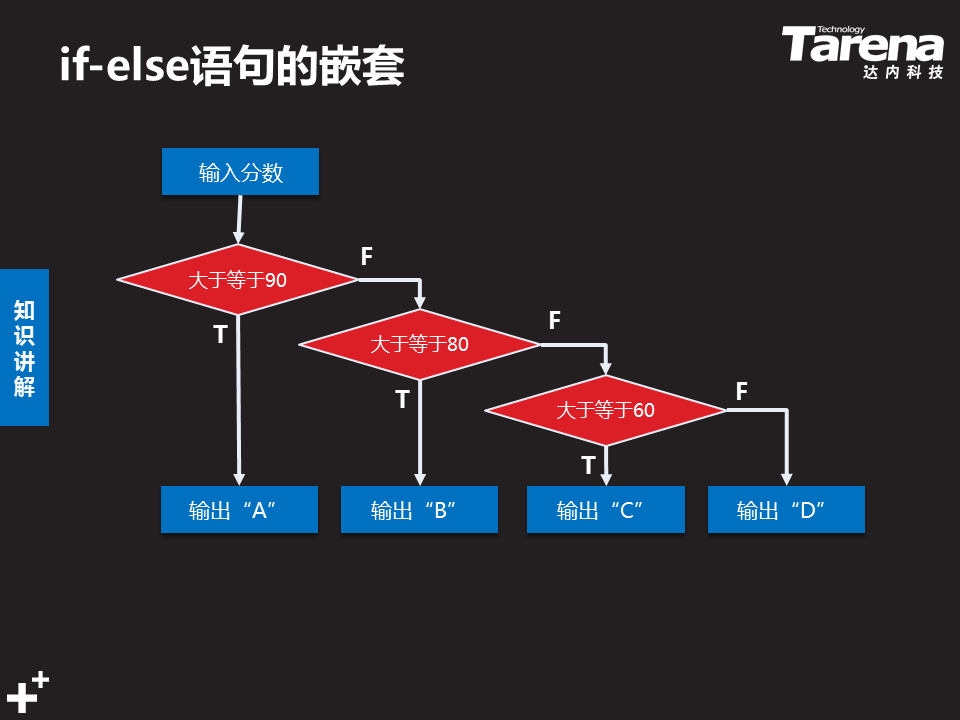 if-else语句的嵌套
Technology
Tarena
达内科技
输入分数
大于等于90
F
T
大于等于80
F
T
大于等于60
F
T
知识讲解
输出“A”
输出“B”
输出“C”
输出“D”